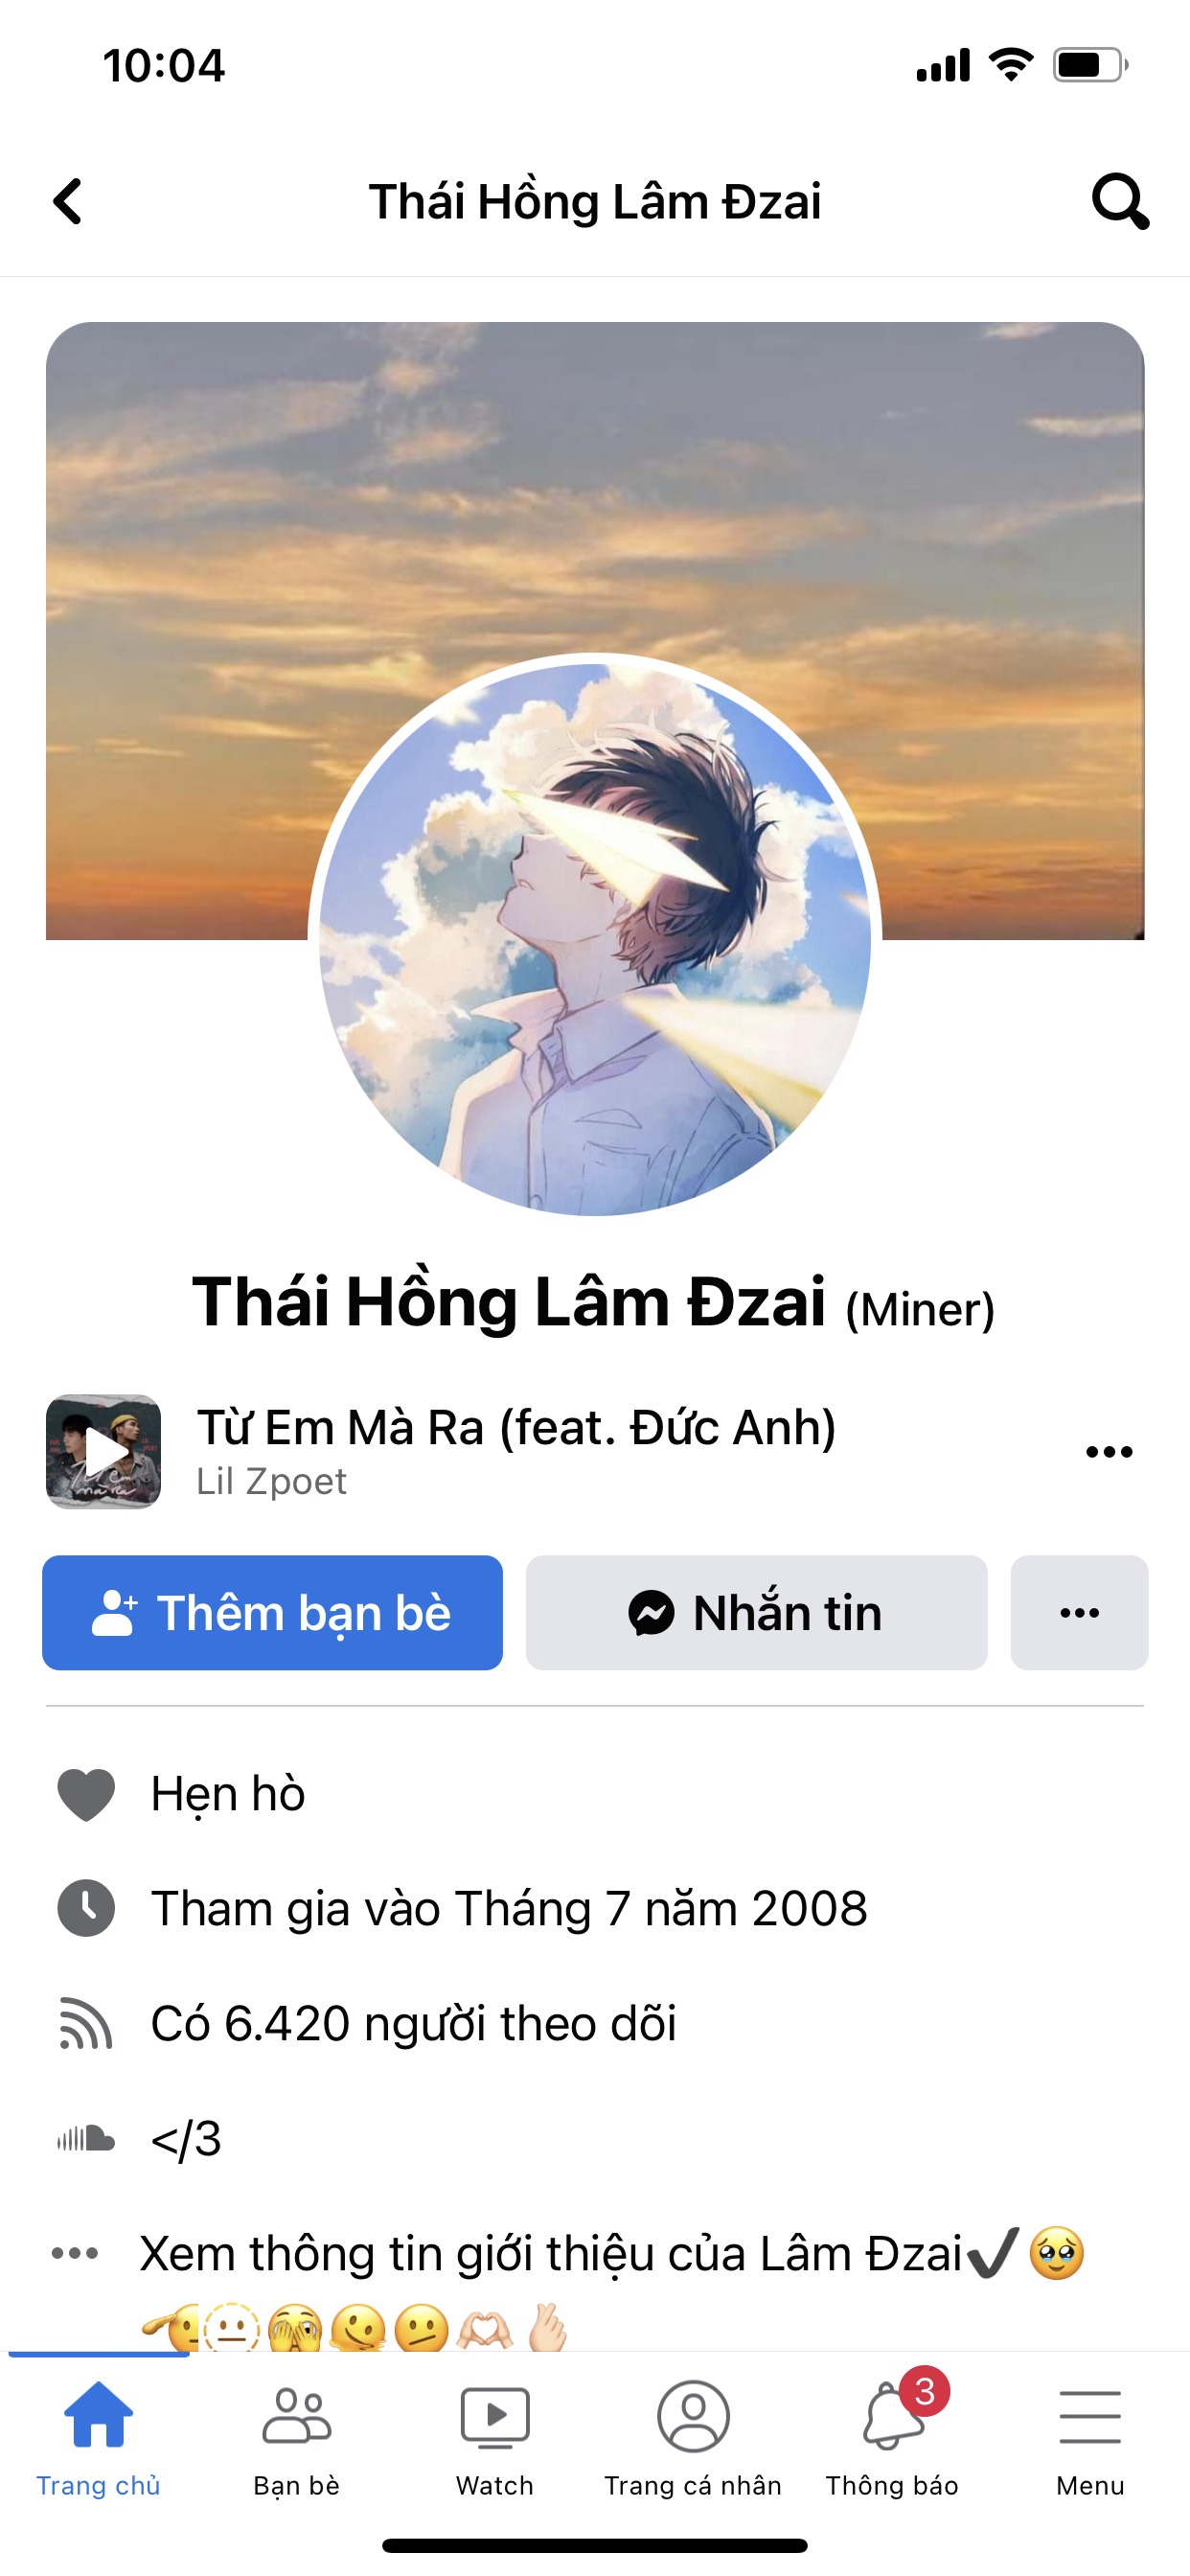 10:04
Thái Hồng Lâm Đzai
Thái Hồng Lâm Đzai (Miner)
Từ Em Mà Ra (feat. Đức Anh)
Lil Zpoet
Thêm bạn bè
Nhắn tin
Hẹn hò
Tham gia vào Tháng 7 năm 2008
Có 6.420 người theo dõi
</3
Xem thông tin giới thiệu của Lâm Đzai✔️🥹
🫵🫥🫣🫠🫤🫶🏻🫰🏻
3
Trang chủ
Bạn bè
Watch
Trang cá nhân
Thông báo
Menu